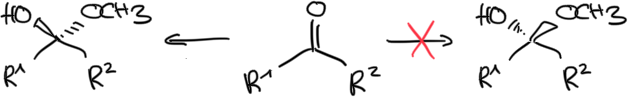 HO OCH3 O HO OCH3
R¹ R² R¹ R² R¹ R²